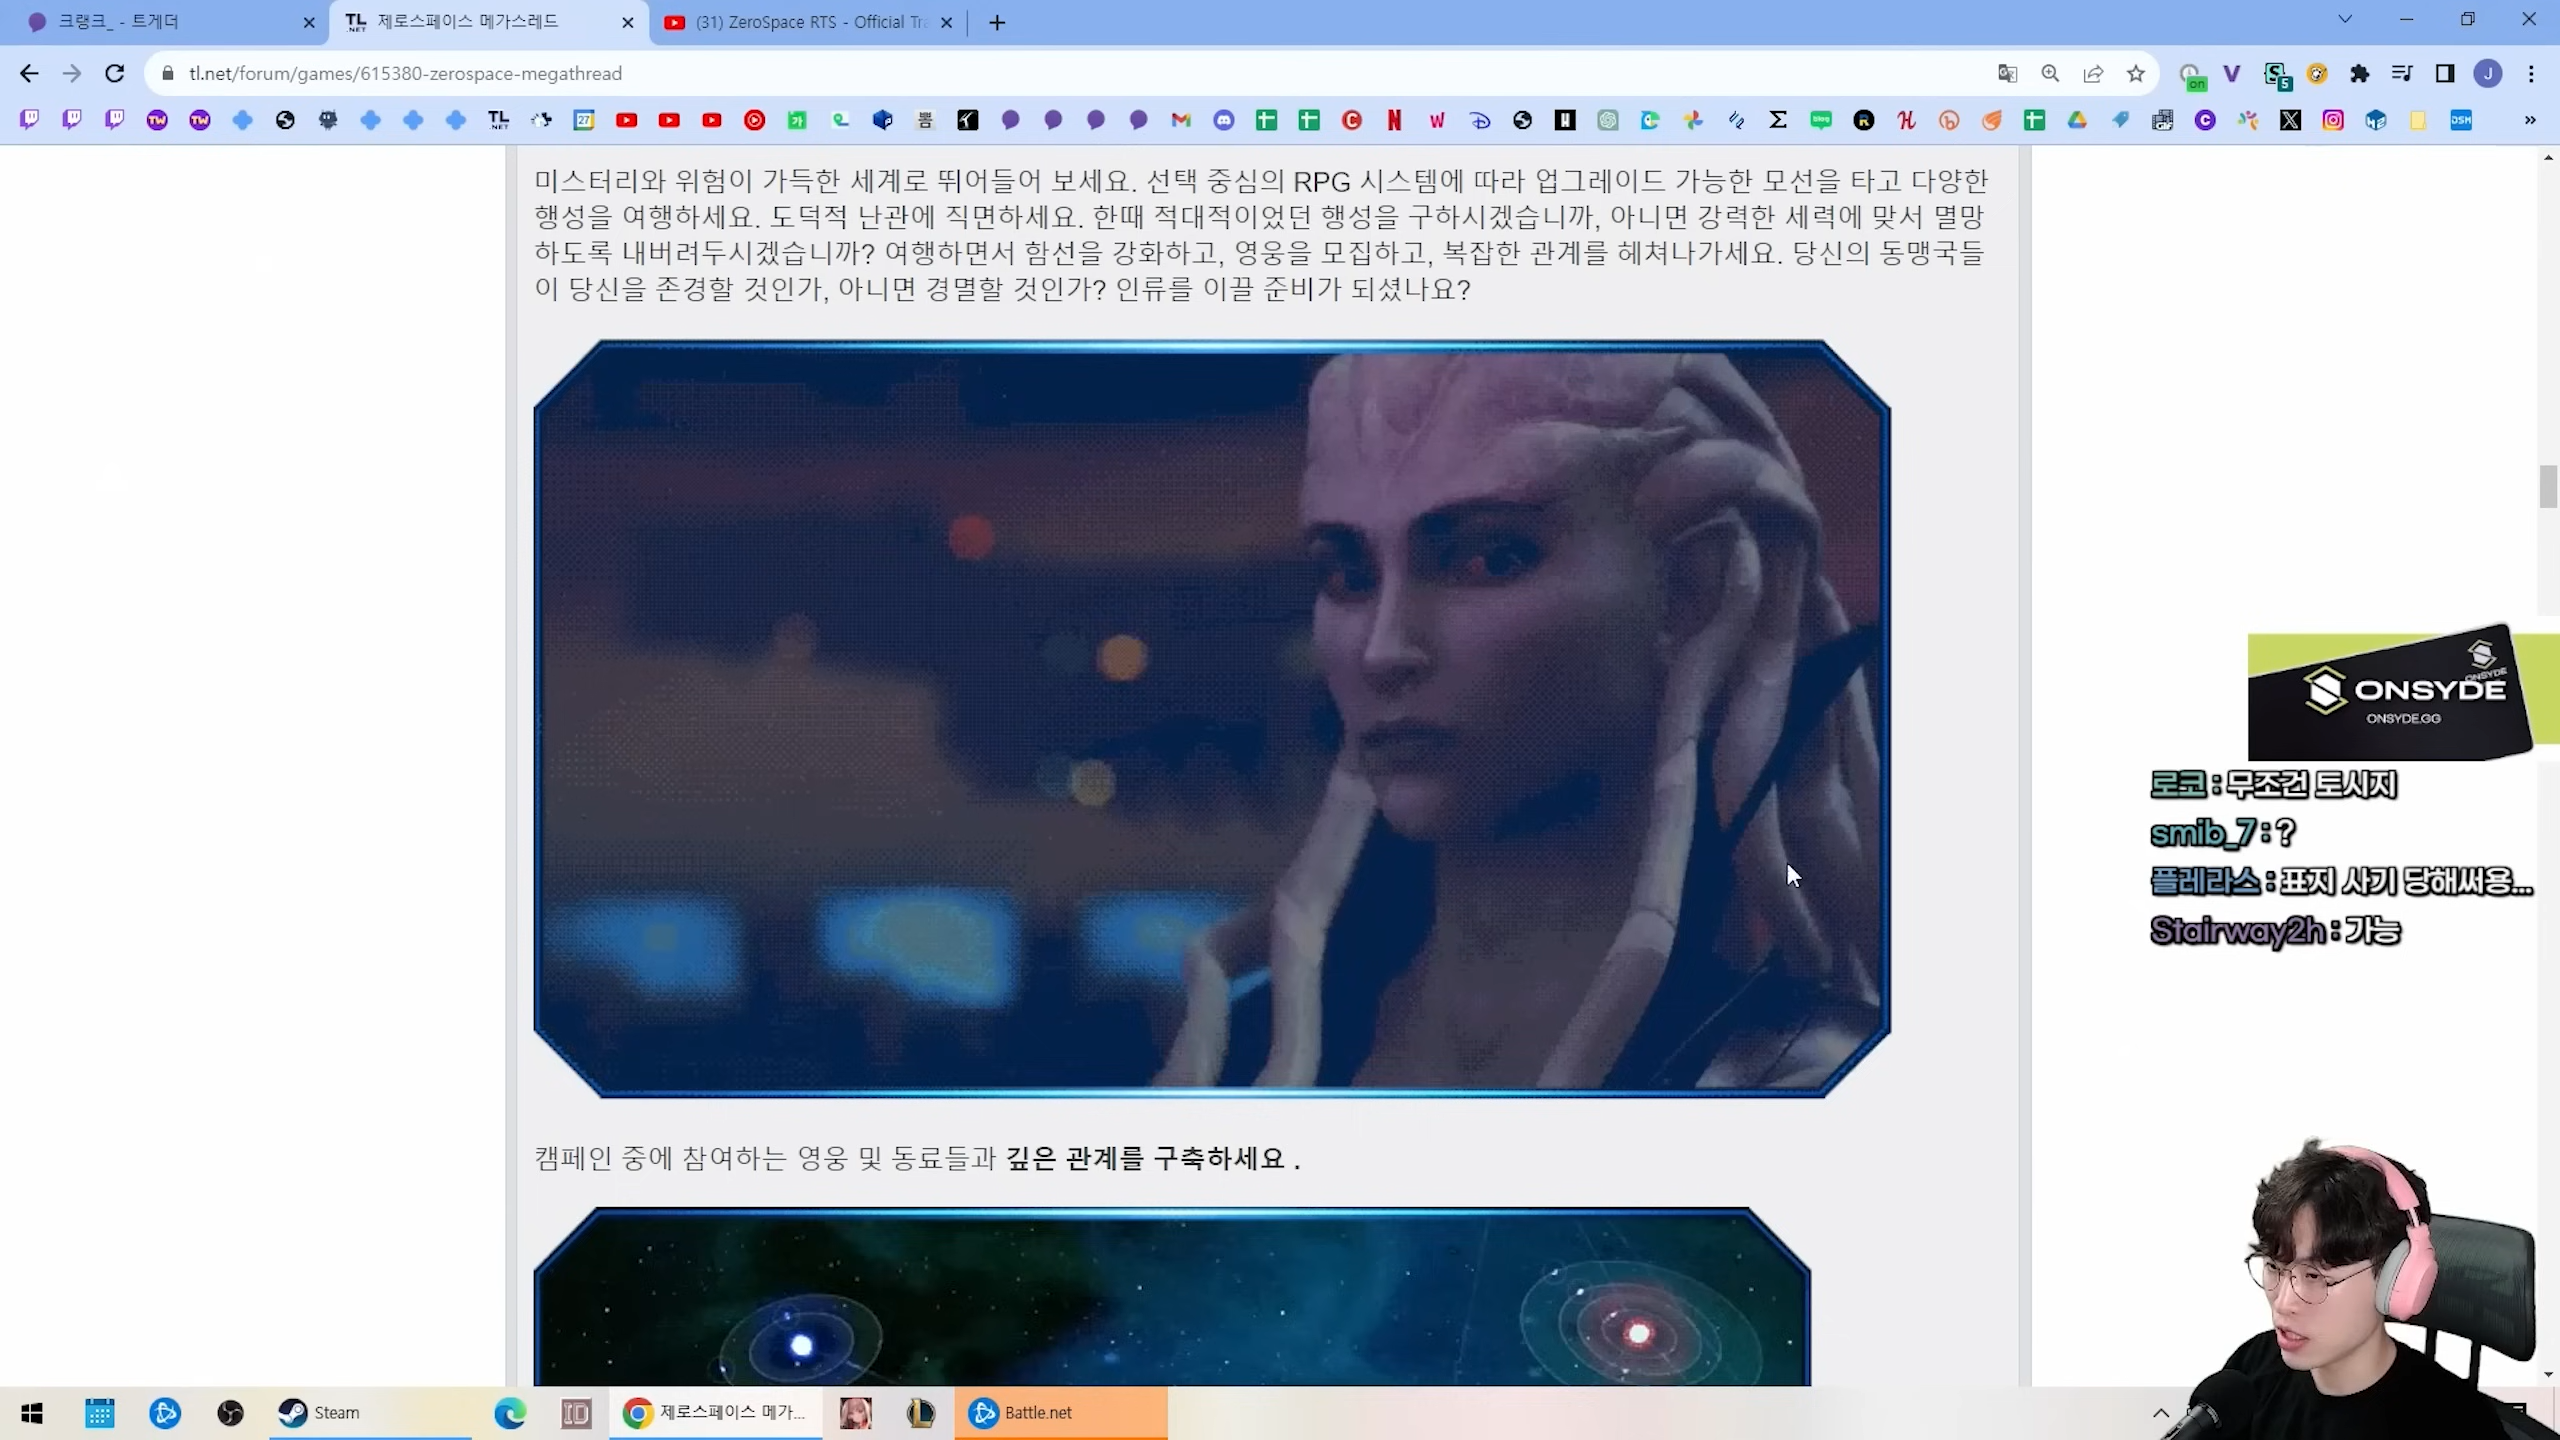 크랭크_ - 트게더
TL .NET 제로스페이스 메가스레드
(31) ZeroSpace RTS - Official Tra
tl.net/forum/games/615380-zerospace-megathread
on
5
J
미스터리와 위험이 가득한 세계로 뛰어들어 보세요. 선택 중심의 RPG 시스템에 따라 업그레이드 가능한 모선을 타고 다양한
행성을 여행하세요. 도덕적 난관에 직면하세요. 한때 적대적이었던 행성을 구하시겠습니까, 아니면 강력한 세력에 맞서 멸망
하도록 내버려두시겠습니까? 여행하면서 함선을 강화하고, 영웅을 모집하고, 복잡한 관계를 헤쳐나가세요. 당신의 동맹국들
이 당신을 존경할 것인가, 아니면 경멸할 것인가? 인류를 이끌 준비가 되셨나요?
ONSYDE
ONSYDE
ONSYDE.GG
로코 : 무조건 토시지
smib_7 : ?
플레라스 : 표지 사기 당해써용...
Stairway2h : 가능
캠페인 중에 참여하는 영웅 및 동료들과 깊은 관계를 구축하세요 .
Steam
제로스페이스 메가...
Battle.net